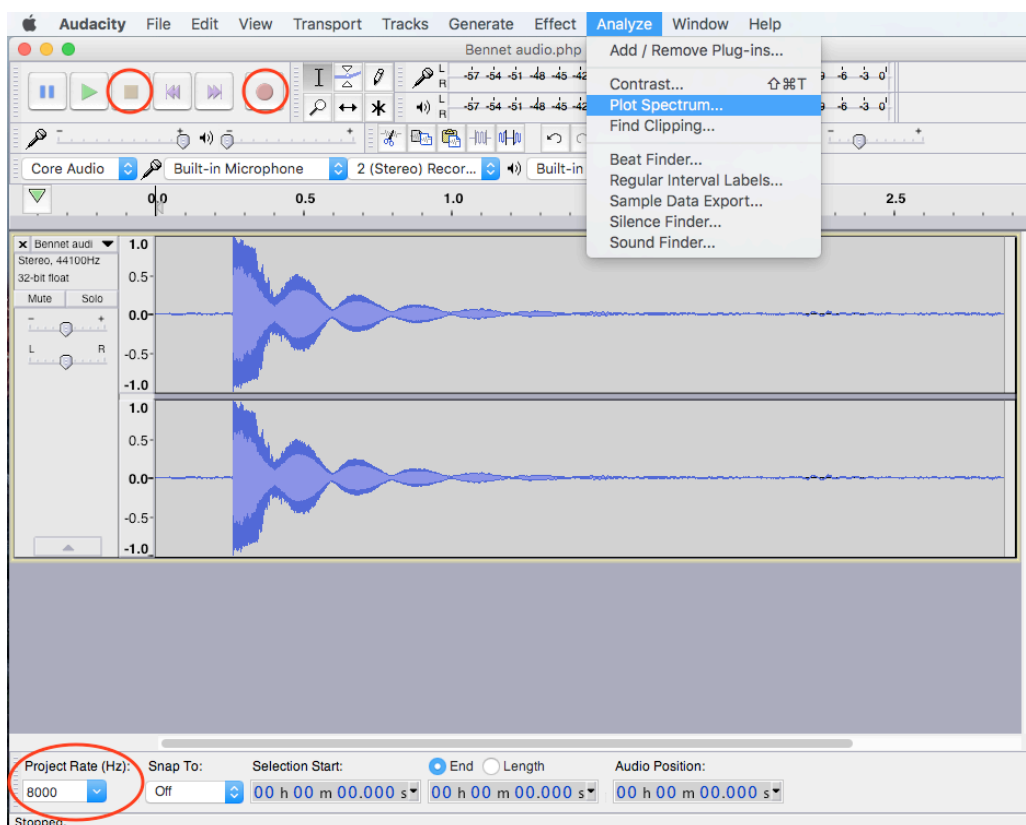 Audacity File Edit View Transport Tracks Generate Effect Analyze Window Help
Bennet audio.php
Add / Remove Plug-ins...
Contrast... ⇧⌘T
Plot Spectrum...
Find Clipping...
Beat Finder...
Regular Interval Labels...
Sample Data Export...
Silence Finder...
Sound Finder...
L R -57 -54 -51 -48 -45 -42 -6 -3 0
L R -57 -54 -51 -48 -45 -42 -6 -3 0
Core Audio Built-in Microphone 2 (Stereo) Recor... Built-in
0.0 0.5 1.0 2.5
Bennet audi
Stereo, 44100Hz
32-bit float
Mute Solo
- +
L R
1.0
0.5
0.0
-0.5
-1.0
1.0
0.5
0.0
-0.5
-1.0
Project Rate (Hz): Snap To: Selection Start: End Length Audio Position:
8000 Off 00 h 00 m 00.000 s 00 h 00 m 00.000 s 00 h 00 m 00.000 s
Stopped.